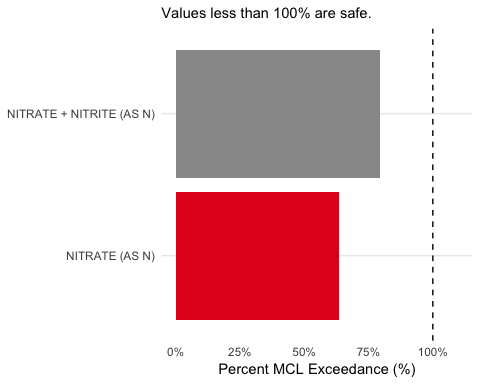 Values less than 100% are safe.
NITRATE + NITRITE (AS N)
NITRATE (AS N)
0% 25% 50% 75% 100%
Percent MCL Exceedance (%)